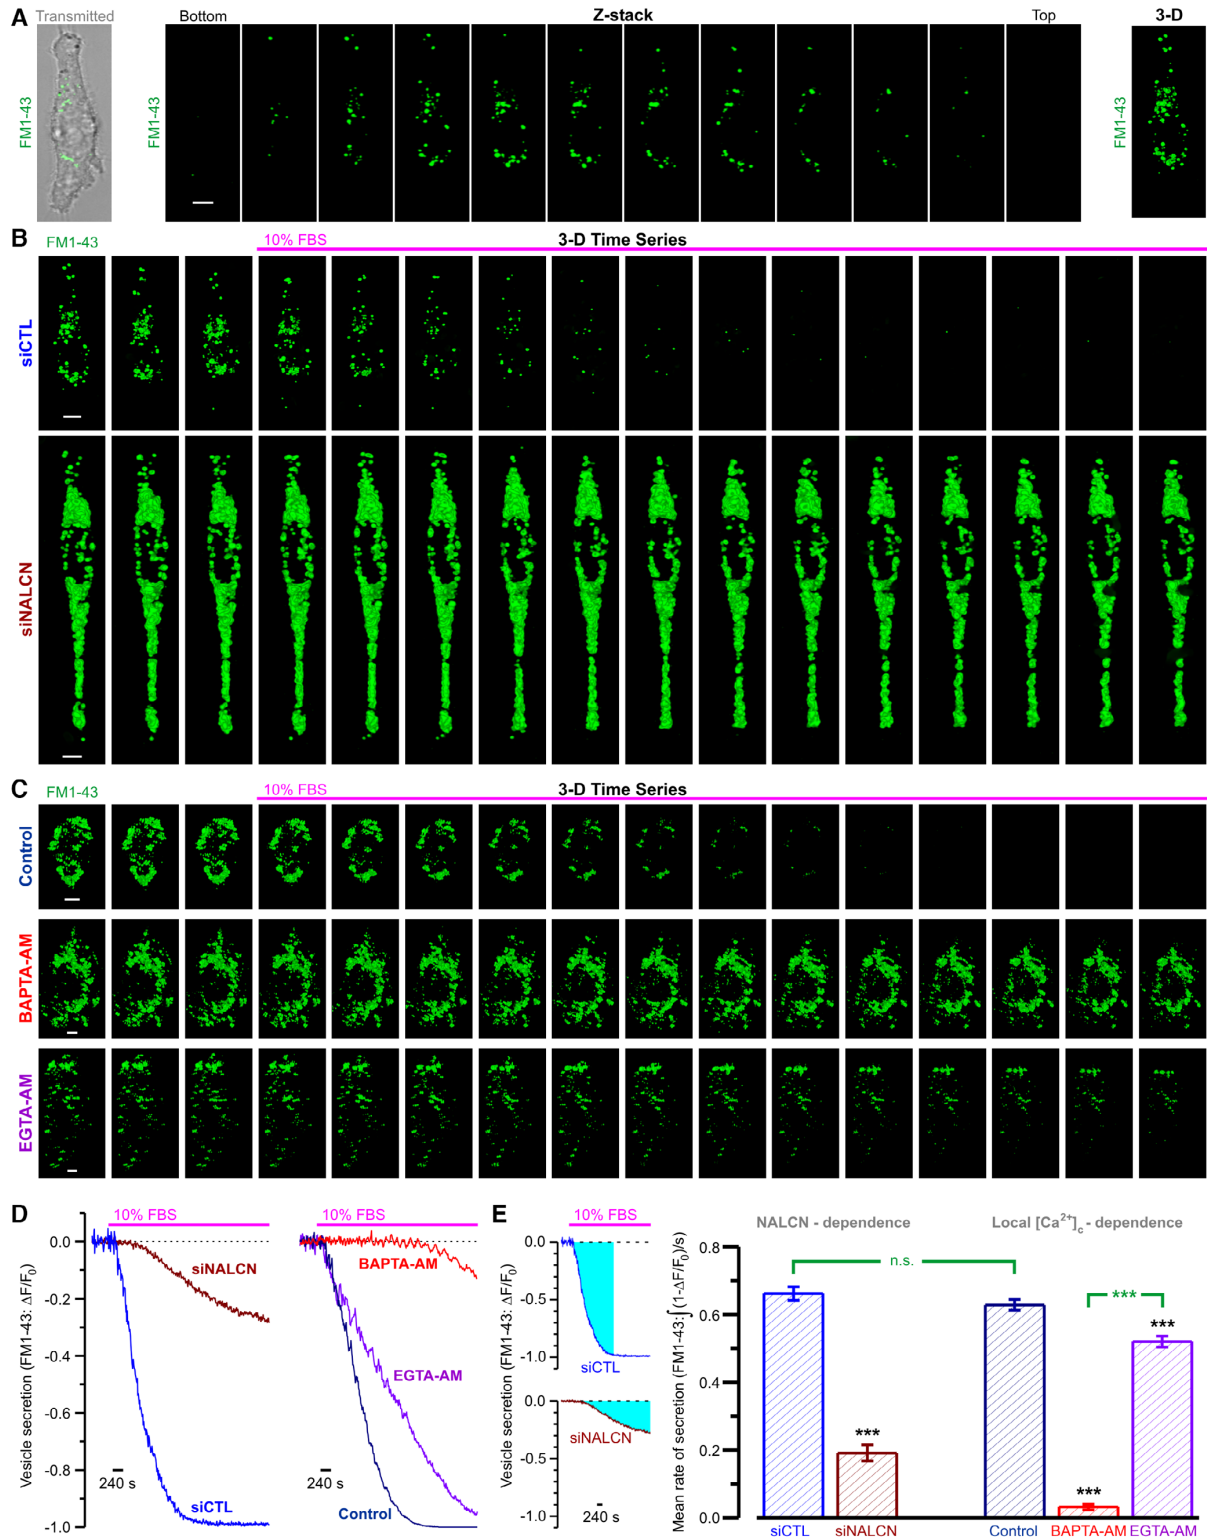 A
Transmitted
Bottom
Z-stack
Top
3-D
FM1-43
FM1-43
FM1-43
B
FM1-43
10% FBS
3-D Time Series
siCTL
siNALCN
C
FM1-43
10% FBS
3-D Time Series
Control
BAPTA-AM
EGTA-AM
D
10% FBS
10% FBS
Vesicle secretion (FM1-43: ΔF/F0)
0.0
-0.2
-0.4
-0.6
-0.8
-1.0
siNALCN
siCTL
240 s
BAPTA-AM
EGTA-AM
Control
240 s
E
10% FBS
Vesicle secretion (FM1-43: ΔF/F0)
0.0
-0.5
-1.0
siCTL
0.0
-0.5
-1.0
siNALCN
240 s
NALCN - dependence
Local [Ca2+]c - dependence
Mean rate of secretion (FM1-43: ∫ (1-ΔF/F0)/s)
0.8
0.6
0.4
0.2
0.0
n.s.
***
***
***
***
siCTL
siNALCN
Control
BAPTA-AM
EGTA-AM